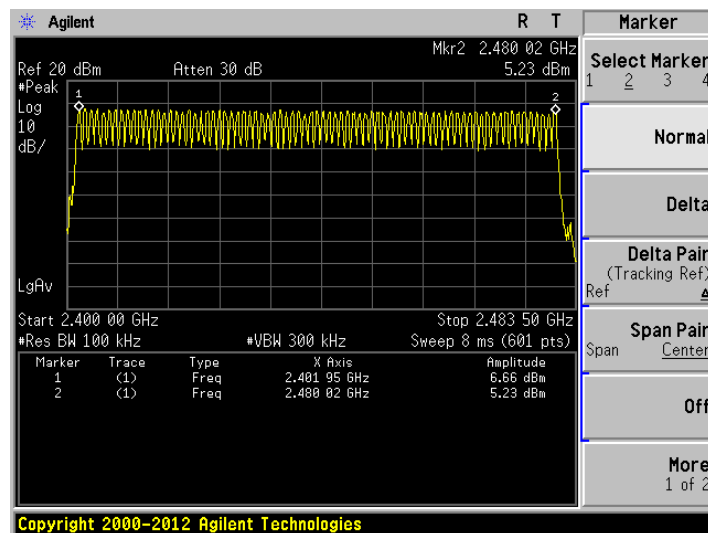 Agilent R T
Mkr2 2.480 02 GHz
Ref 20 dBm Atten 30 dB 5.23 dBm
#Peak
Log
10
dB/
1
2
LgAv
Start 2.400 00 GHz Stop 2.483 50 GHz
#Res BW 100 kHz #VBW 300 kHz Sweep 8 ms (601 pts)
Marker Trace Type X Axis Amplitude
1 (1) Freq 2.401 95 GHz 6.66 dBm
2 (1) Freq 2.480 02 GHz 5.23 dBm
Marker
Select Marker
1 2 3 4
Normal
Delta
Delta Pair
(Tracking Ref)
Ref Δ
Span Pair
Span Center
Off
More
1 of 2
Copyright 2000-2012 Agilent Technologies